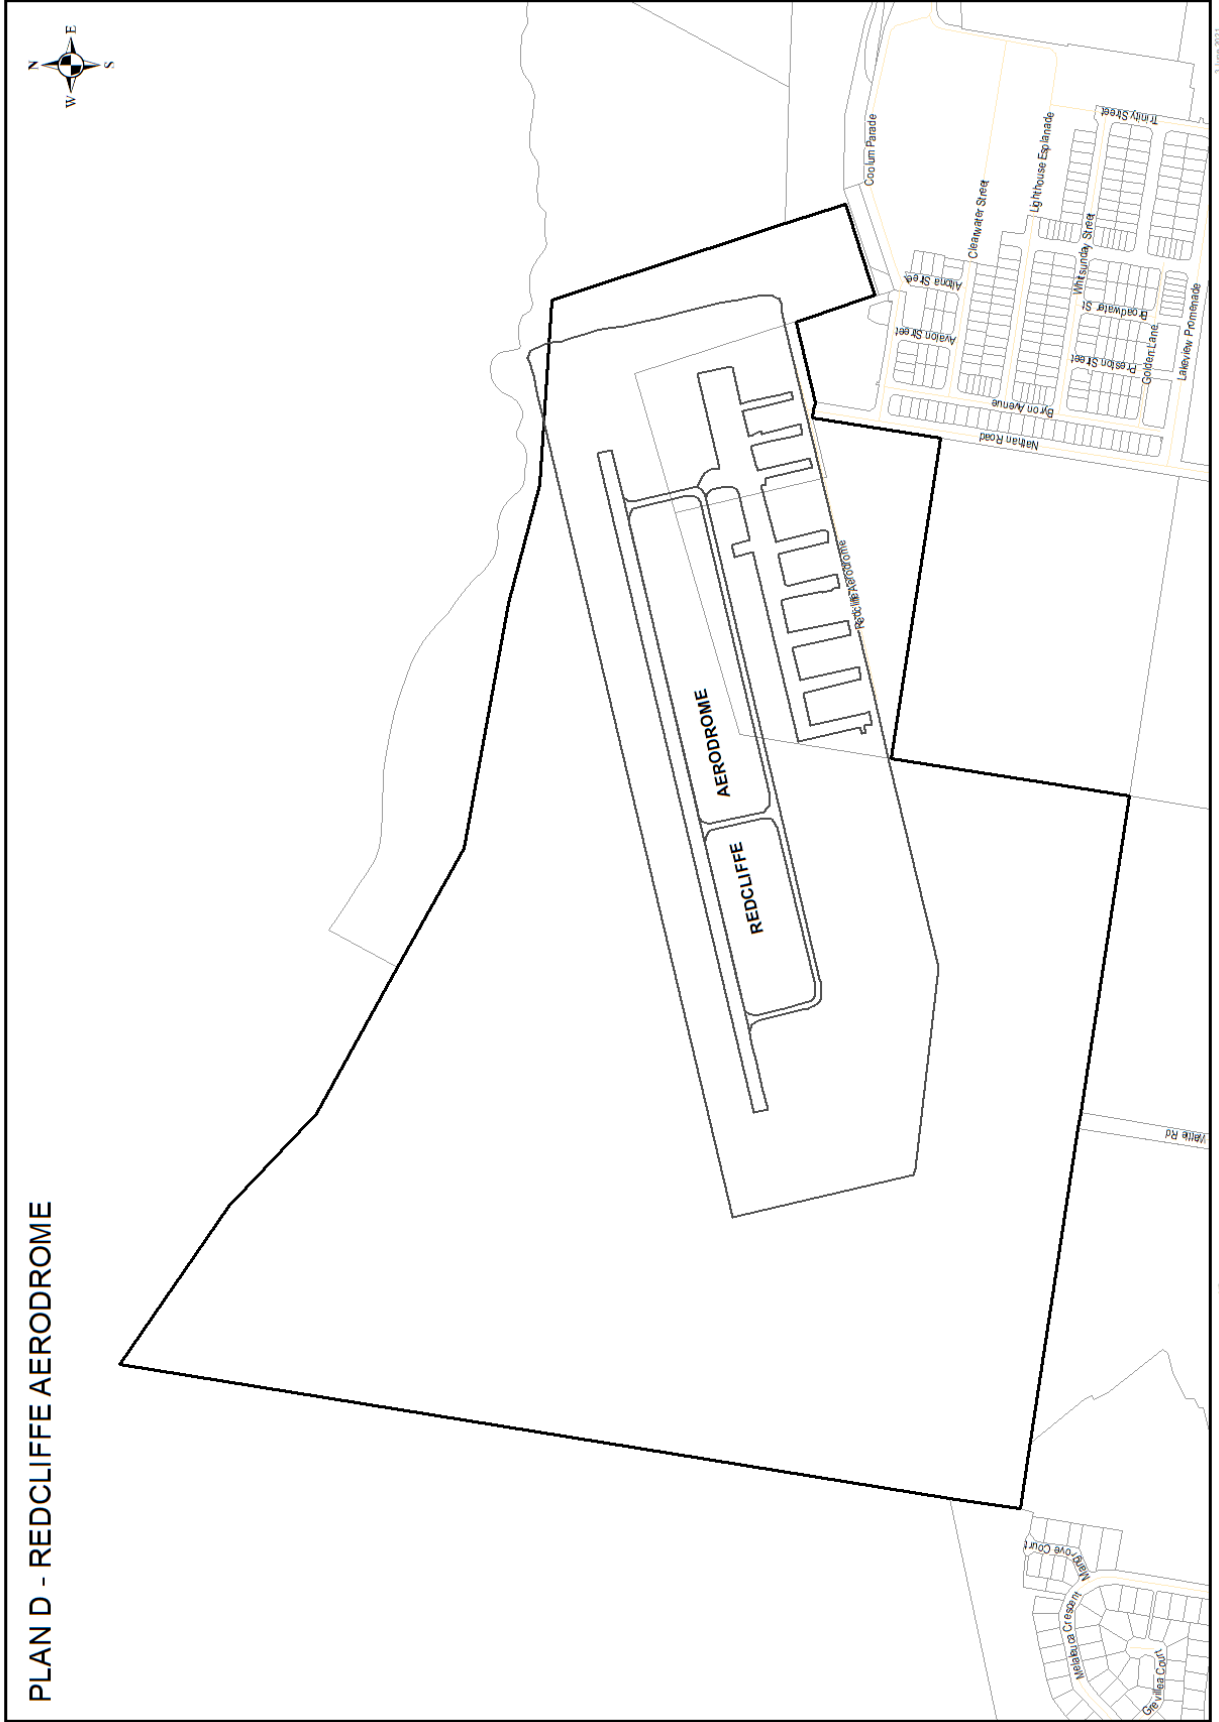 PLAN D - REDCLIFFE AERODROME
N
E
S
W
REDCLIFFE
AERODROME
Redcliffe Aerodrome
Coolum Parade
Clearwater Street
Lighthouse Esplanade
Trinity Street
Altona Street
Avalon Street
Whitsunday Street
Broadwater St
Preston Street
Golden Lane
Lakeview Promenade
Byron Avenue
Nathan Road
Wattle Rd
Mangrove Court
Melaleuca Crescent
Grevillea Court